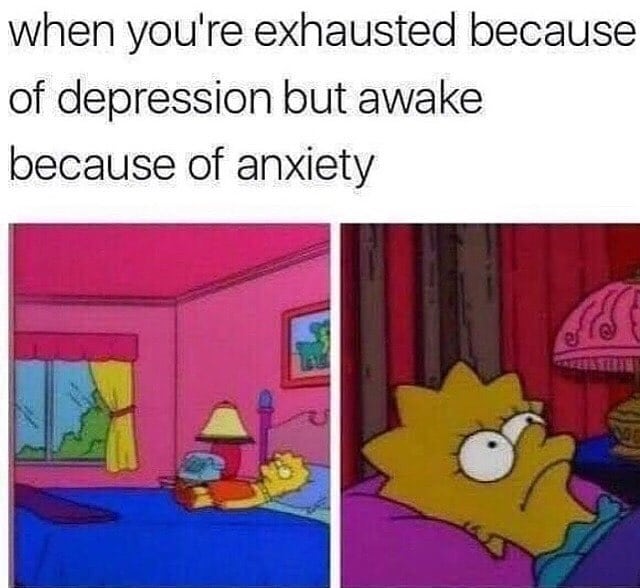 when you're exhausted because
of depression but awake
because of anxiety